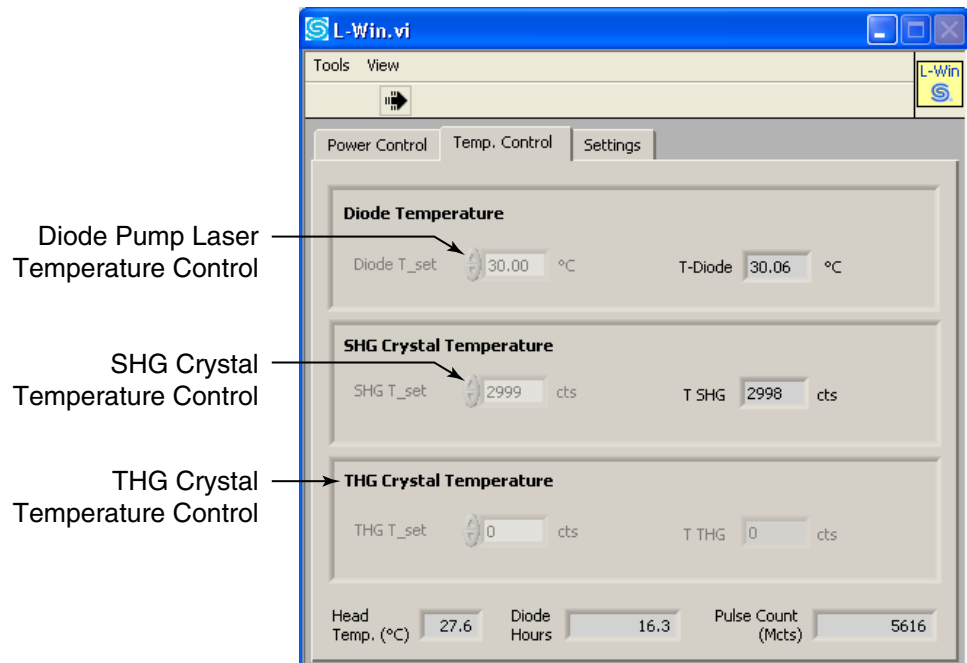 L-Win.vi
Tools View
L-Win
Power Control Temp. Control Settings
Diode Temperature
Diode Pump Laser
Temperature Control
Diode T_set 30.00 °C T-Diode 30.06 °C
SHG Crystal Temperature
SHG Crystal
Temperature Control
SHG T_set 2999 cts T SHG 2998 cts
THG Crystal
Temperature Control
THG Crystal Temperature
THG T_set 0 cts T THG 0 cts
Head
Temp. (°C) 27.6
Diode
Hours 16.3
Pulse Count
(Mcts) 5616